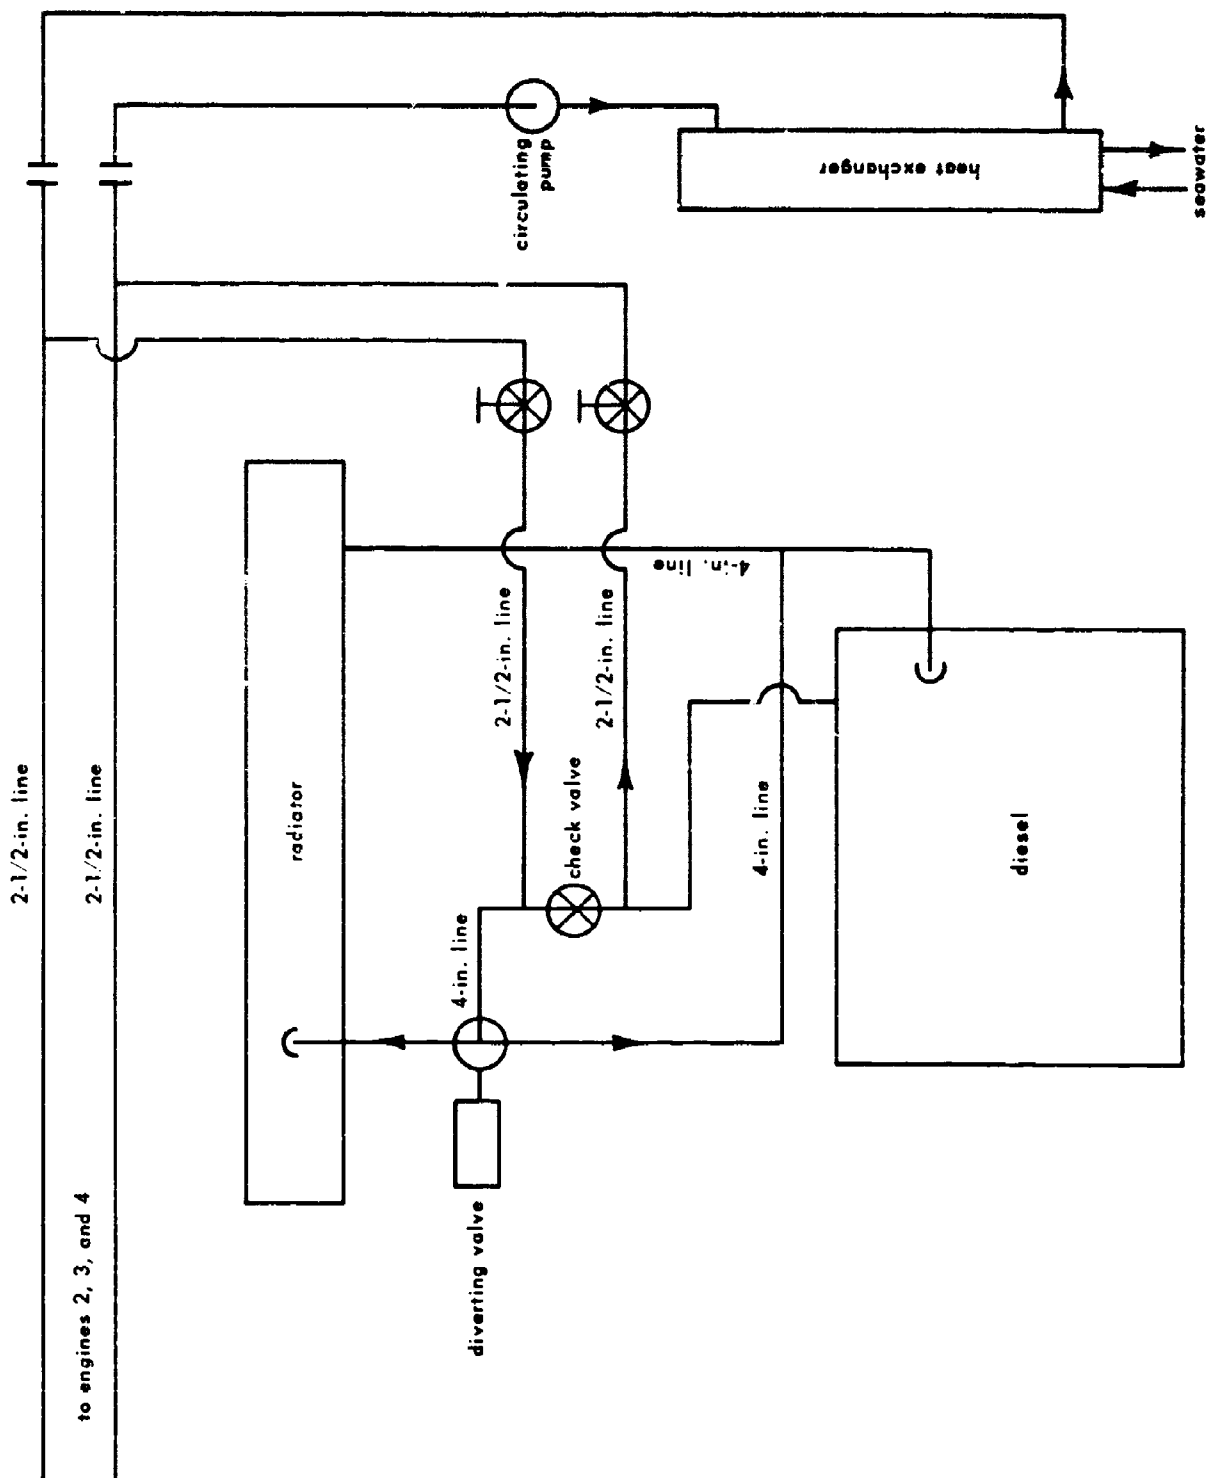 2-1/2-in. line
2-1/2-in. line
to engines 2, 3, and 4
radiator
diverting valve
4-in. line
check valve
2-1/2-in. line
2-1/2-in. line
4-in. line
4-in. line
diesel
circulating
pump
heat exchanger
seawater